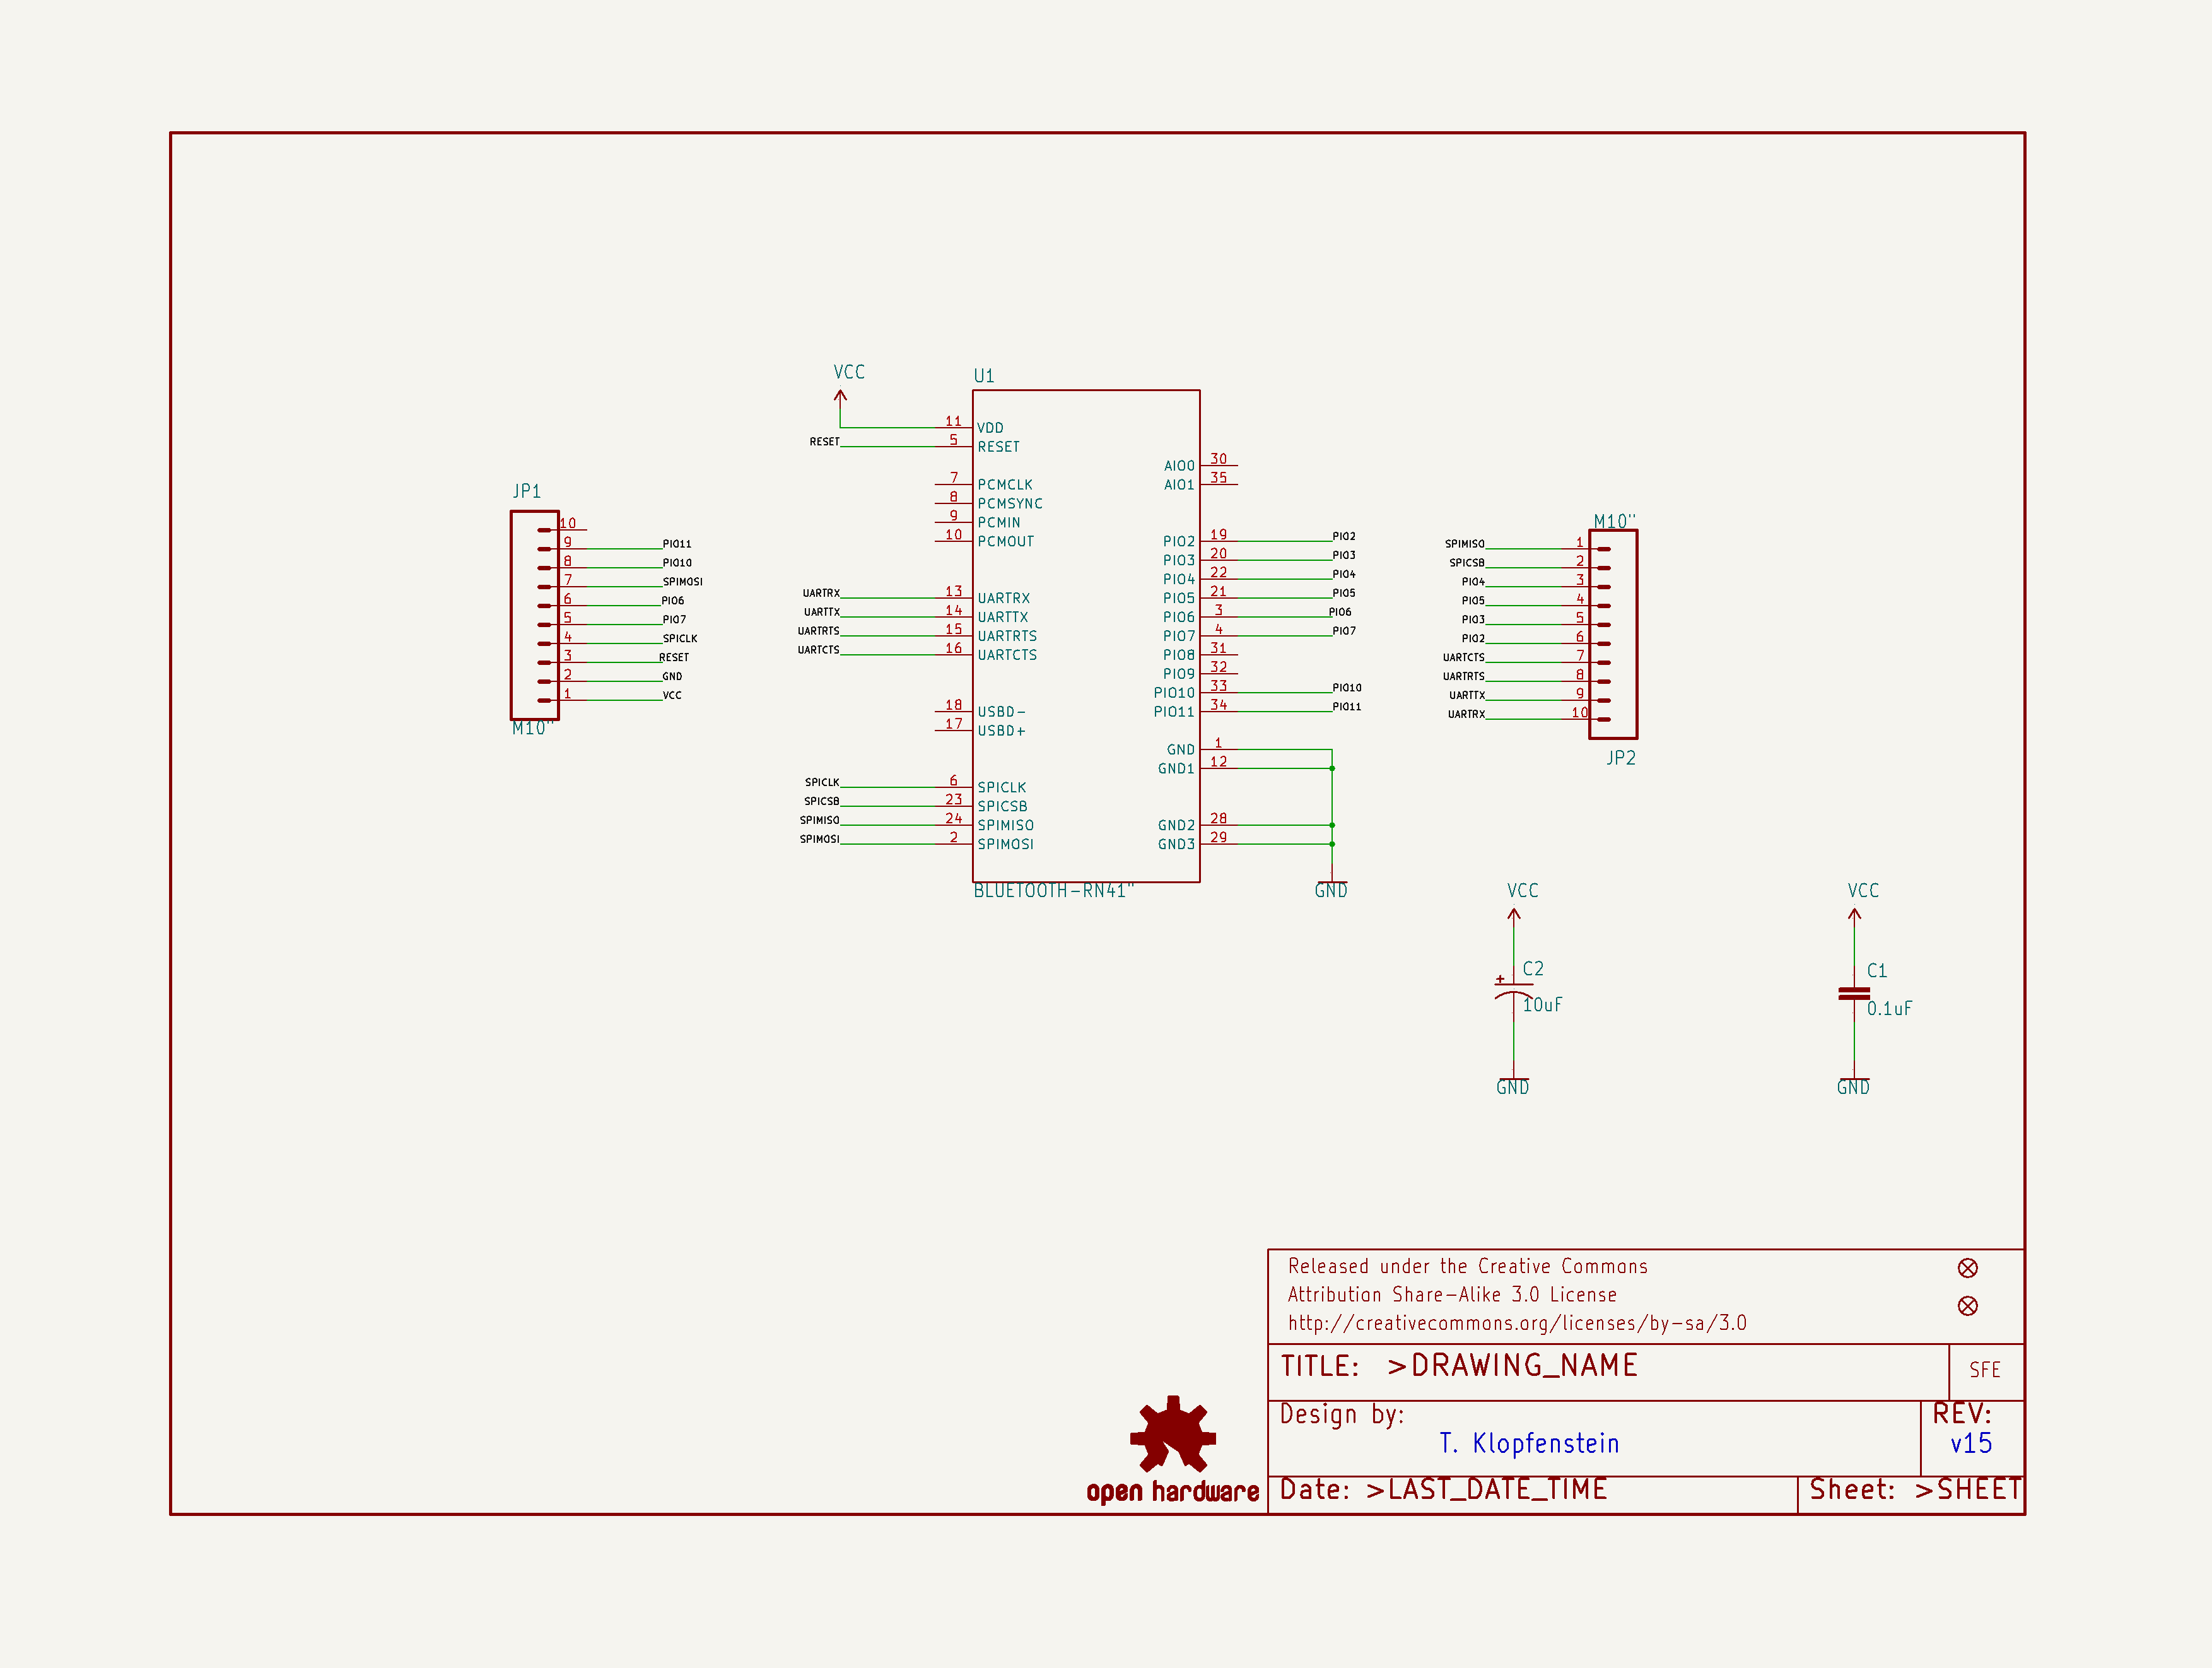 VCC
U1
11 VDD
RESET 5 RESET
AIO0 30
7 PCMCLK AIO1 35
8 PCMSYNC
9 PCMIN
10 PCMOUT
UARTRX 13 UARTRX
UARTTX 14 UARTTX
UARTRTS 15 UARTRTS
UARTCTS 16 UARTCTS
18 USBD-
17 USBD+
SPICLK 6 SPICLK
SPICSB 23 SPICSB
SPIMISO 24 SPIMISO
SPIMOSI 2 SPIMOSI
PIO2 19 PIO2
PIO3 20 PIO3
PIO4 22 PIO4
PIO5 21 PIO5
PIO6 3 PIO6
PIO7 4 PIO7
PIO8 31
PIO9 32
PIO10 33 PIO10
PIO11 34 PIO11
GND 1
GND1 12
GND2 28
GND3 29
GND
BLUETOOTH-RN41"
JP1
10
9 PIO11
8 PIO10
7 SPIMOSI
6 PIO6
5 PIO7
4 SPICLK
3 RESET
2 GND
1 VCC
M10"
M10"
SPIMISO 1
SPICSB 2
PIO4 3
PIO5 4
PIO3 5
PIO2 6
UARTCTS 7
UARTRTS 8
UARTTX 9
UARTRX 10
JP2
VCC
+ C2
10uF
GND
VCC
C1
0.1uF
GND
Released under the Creative Commons
Attribution Share-Alike 3.0 License
http://creativecommons.org/licenses/by-sa/3.0
TITLE: >DRAWING_NAME
SFE
Design by:
T. Klopfenstein
REV:
v15
Date: >LAST_DATE_TIME
Sheet: >SHEET
open hardware